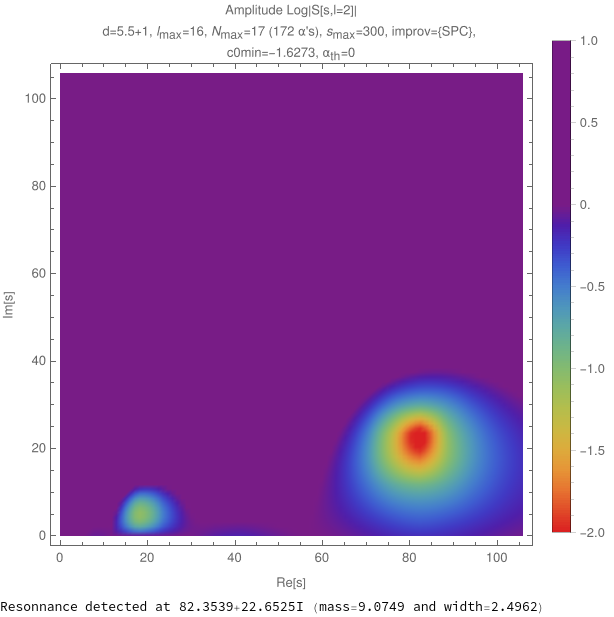 Amplitude Log|S[s,l=2]|
d=5.5+1, lmax=16, Nmax=17 (172 α's), smax=300, improv={SPC},
c0min=−1.6273, αth=0
1.0
0.5
0.
−0.5
−1.0
−1.5
−2.0
100
80
60
40
20
0
Im[s]
0 20 40 60 80 100
Re[s]
Resonnance detected at 82.3539+22.6525I (mass=9.0749 and width=2.4962)